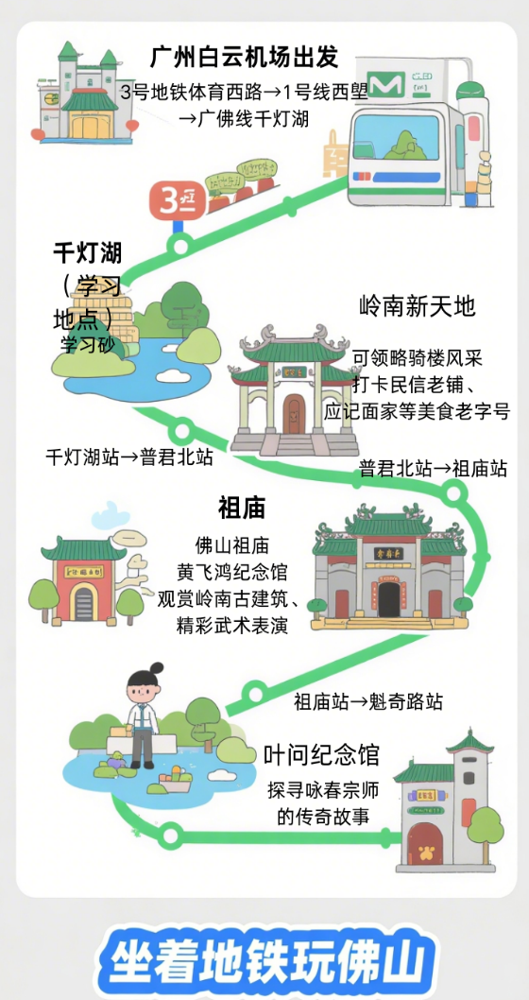 广州白云机场出发
3号地铁体育西路→1号线西塱
→广佛线千灯湖
3
千灯湖
（学习
地点）
学习砂
岭南新天地
可领略骑楼风采
打卡民信老铺、
应记面家等美食老字号
千灯湖站→普君北站
普君北站→祖庙站
祖庙
佛山祖庙
黄飞鸿纪念馆
观赏岭南古建筑、
精彩武术表演
祖庙站→魁奇路站
叶问纪念馆
探寻咏春宗师
的传奇故事
坐着地铁玩佛山